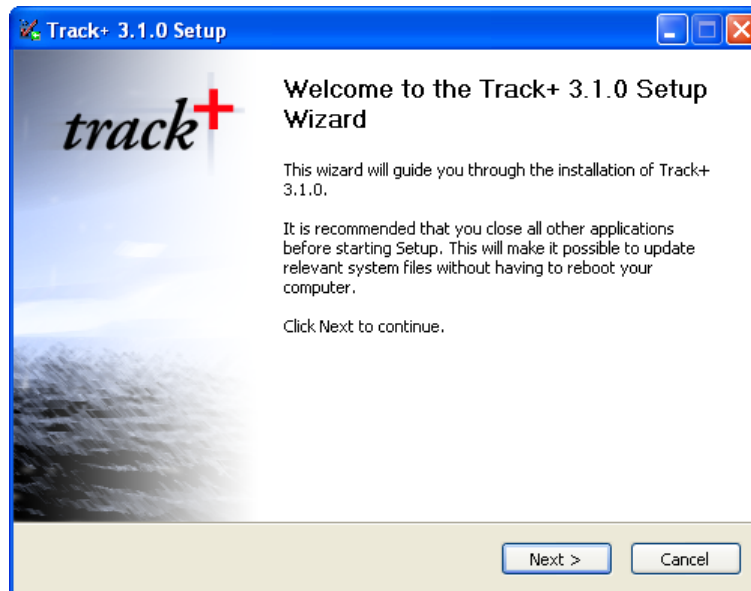 Track+ 3.1.0 Setup
track+
Welcome to the Track+ 3.1.0 Setup
Wizard
This wizard will guide you through the installation of Track+
3.1.0.
It is recommended that you close all other applications
before starting Setup. This will make it possible to update
relevant system files without having to reboot your
computer.
Click Next to continue.
Next >
Cancel